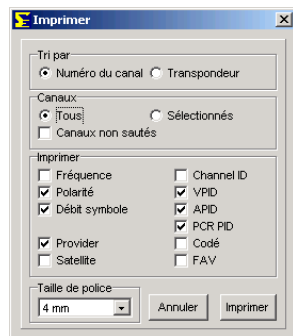 Imprimer
Tri par
Numéro du canal Transpondeur
Canaux
Tous Sélectionnés
Canaux non sautés
Imprimer
Fréquence Channel ID
Polarité VPID
Débit symbole APID
PCR PID
Provider Codé
Satellite FAV
Taille de police
4 mm Annuler Imprimer